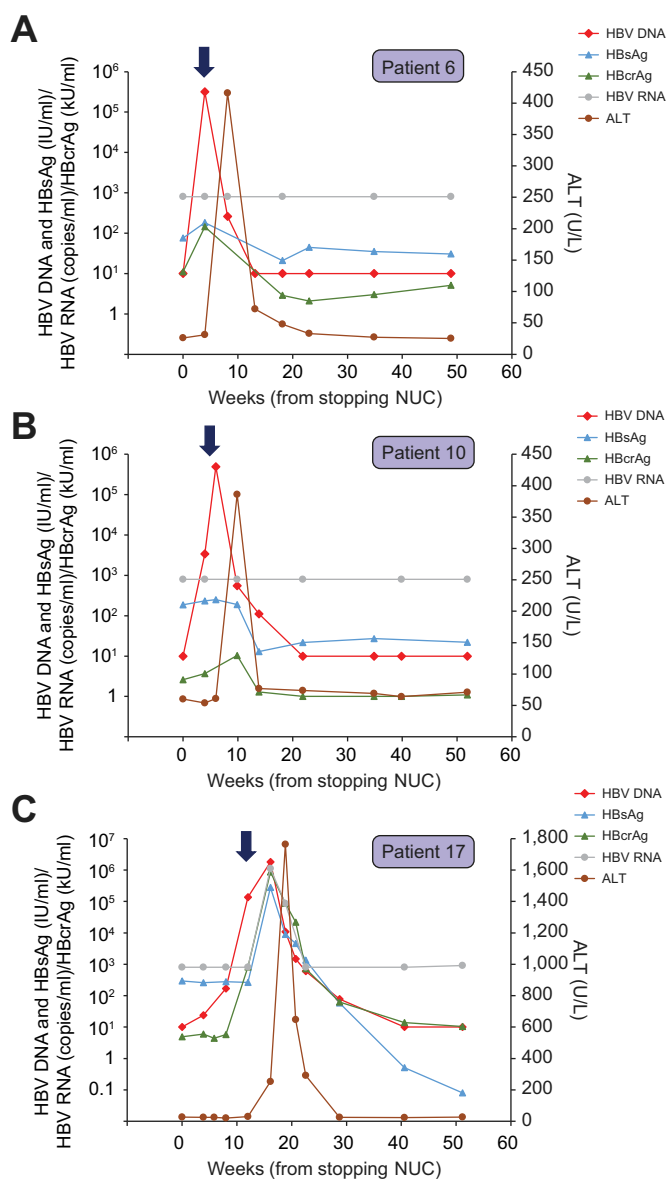 A
Patient 6
HBV DNA
HBsAg
HBcrAg
HBV RNA
ALT
HBV DNA and HBsAg (IU/ml)/
HBV RNA (copies/ml)/HBcrAg (kU/ml)
10⁶
10⁵
10⁴
10³
10²
10¹
1
450
400
350
300
250
200
150
100
50
0
ALT (U/L)
0 10 20 30 40 50 60
Weeks (from stopping NUC)
B
Patient 10
HBV DNA
HBsAg
HBcrAg
HBV RNA
ALT
HBV DNA and HBsAg (IU/ml)/
HBV RNA (copies/ml)/HBcrAg (kU/ml)
10⁶
10⁵
10⁴
10³
10²
10¹
1
450
400
350
300
250
200
150
100
50
0
ALT (U/L)
0 10 20 30 40 50 60
Weeks (from stopping NUC)
C
Patient 17
HBV DNA
HBsAg
HBcrAg
HBV RNA
ALT
HBV DNA and HBsAg (IU/ml)/
HBV RNA (copies/ml)/HBcrAg (kU/ml)
10⁷
10⁶
10⁵
10⁴
10³
10²
10¹
1
0.1
1,800
1,600
1,400
1,200
1,000
800
600
400
200
0
ALT (U/L)
0 10 20 30 40 50 60
Weeks (from stopping NUC)